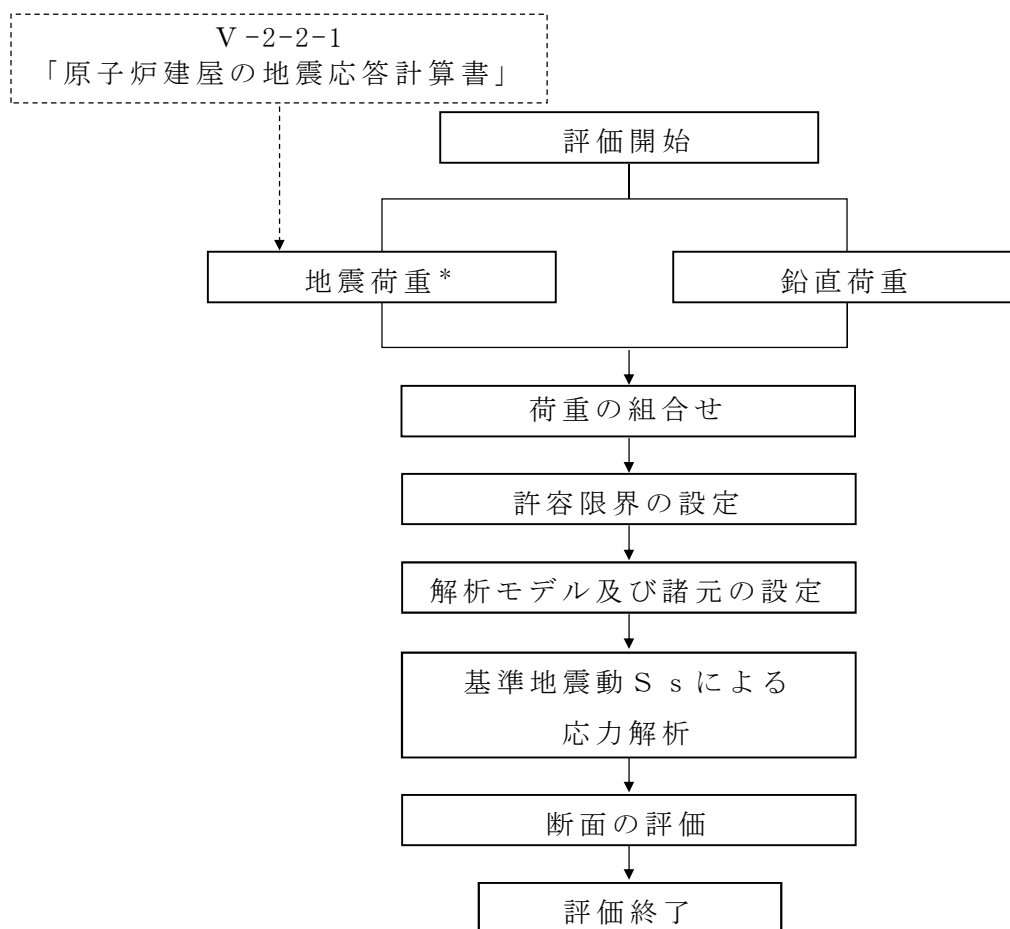 Ⅴ-2-2-1
「原子炉建屋の地震応答計算書」
評価開始
地震荷重*
鉛直荷重
荷重の組合せ
許容限界の設定
解析モデル及び諸元の設定
基準地震動Ｓｓによる
応力解析
断面の評価
評価終了